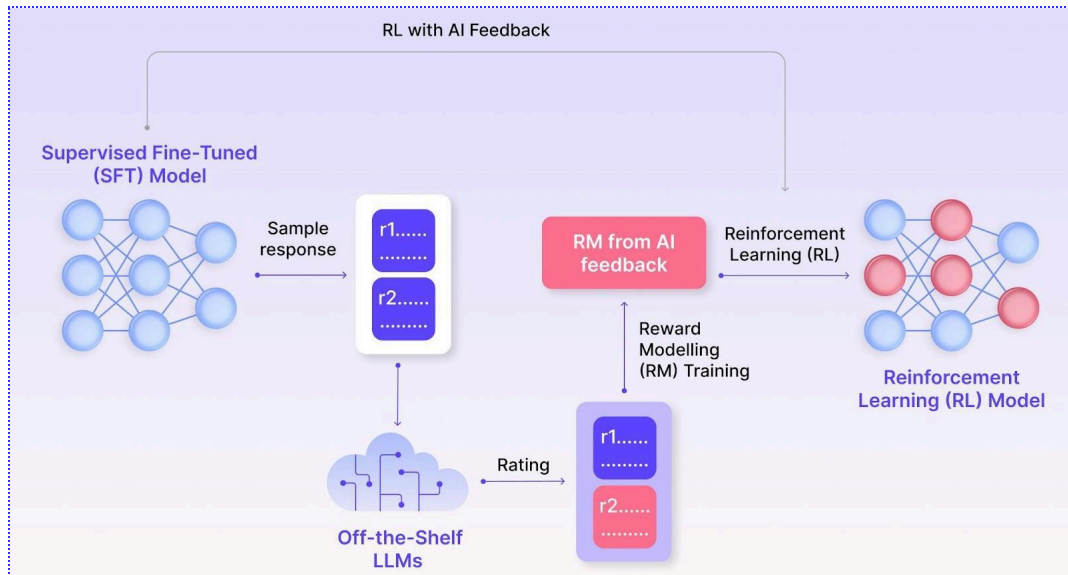 RL with AI Feedback
Supervised Fine-Tuned
(SFT) Model
Sample
response
r1......
.........
r2......
.........
RM from AI
feedback
Reinforcement
Learning (RL)
Reward
Modelling
(RM) Training
Reinforcement
Learning (RL) Model
r1......
.........
r2......
.........
Rating
Off-the-Shelf
LLMs